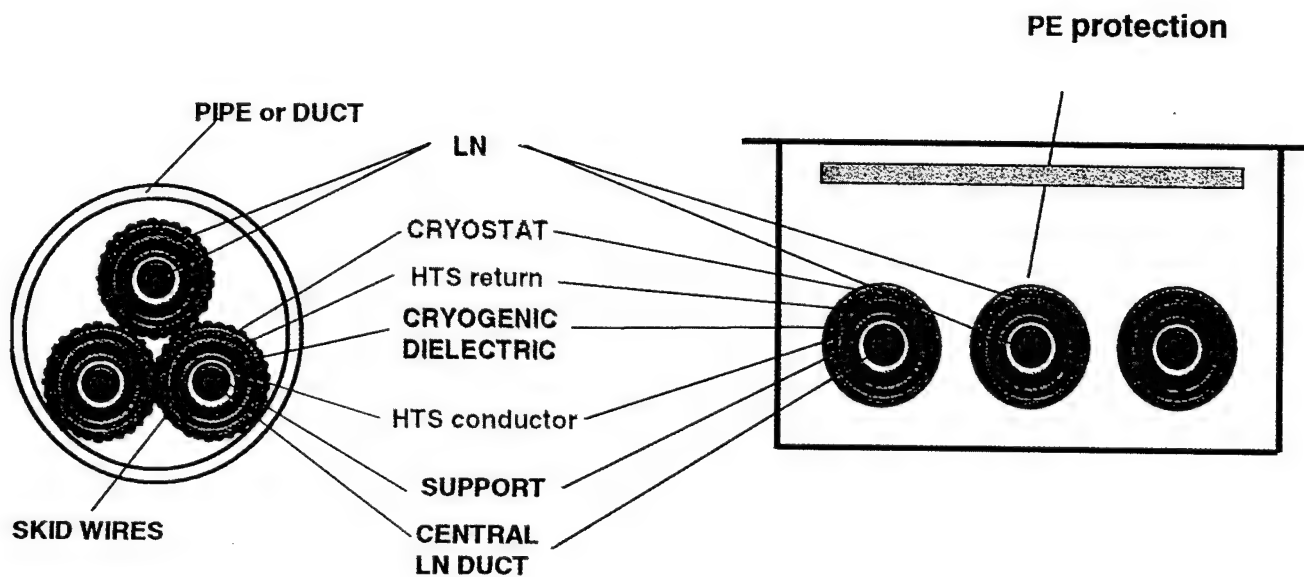 PE protection
PIPE or DUCT
LN
CRYOSTAT
HTS return
CRYOGENIC
DIELECTRIC
HTS conductor
SUPPORT
SKID WIRES
CENTRAL
LN DUCT